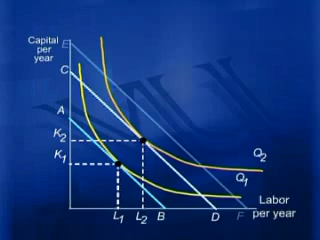 Capital
per
year
E
C
A
K2
K1
Q2
Q1
Labor
per year
L1 L2 B D F